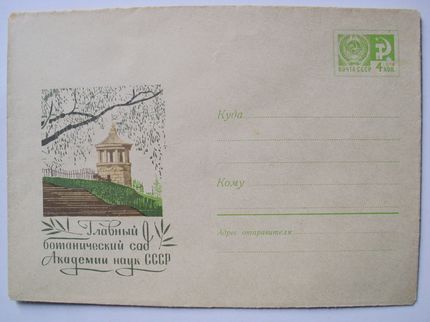 ПОЧТА СССР 4 КОП.
Куда
Кому
Адрес отправителя
Главный
ботанический сад
Академии наук СССР